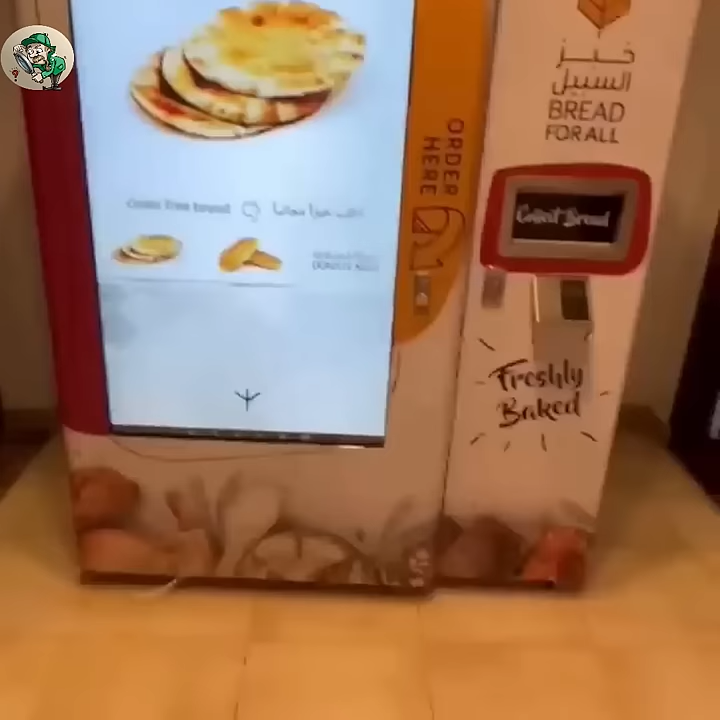 خبز
السبيل
BREAD
FOR ALL
ORDER
HERE
Collect Bread
Freshly
Baked